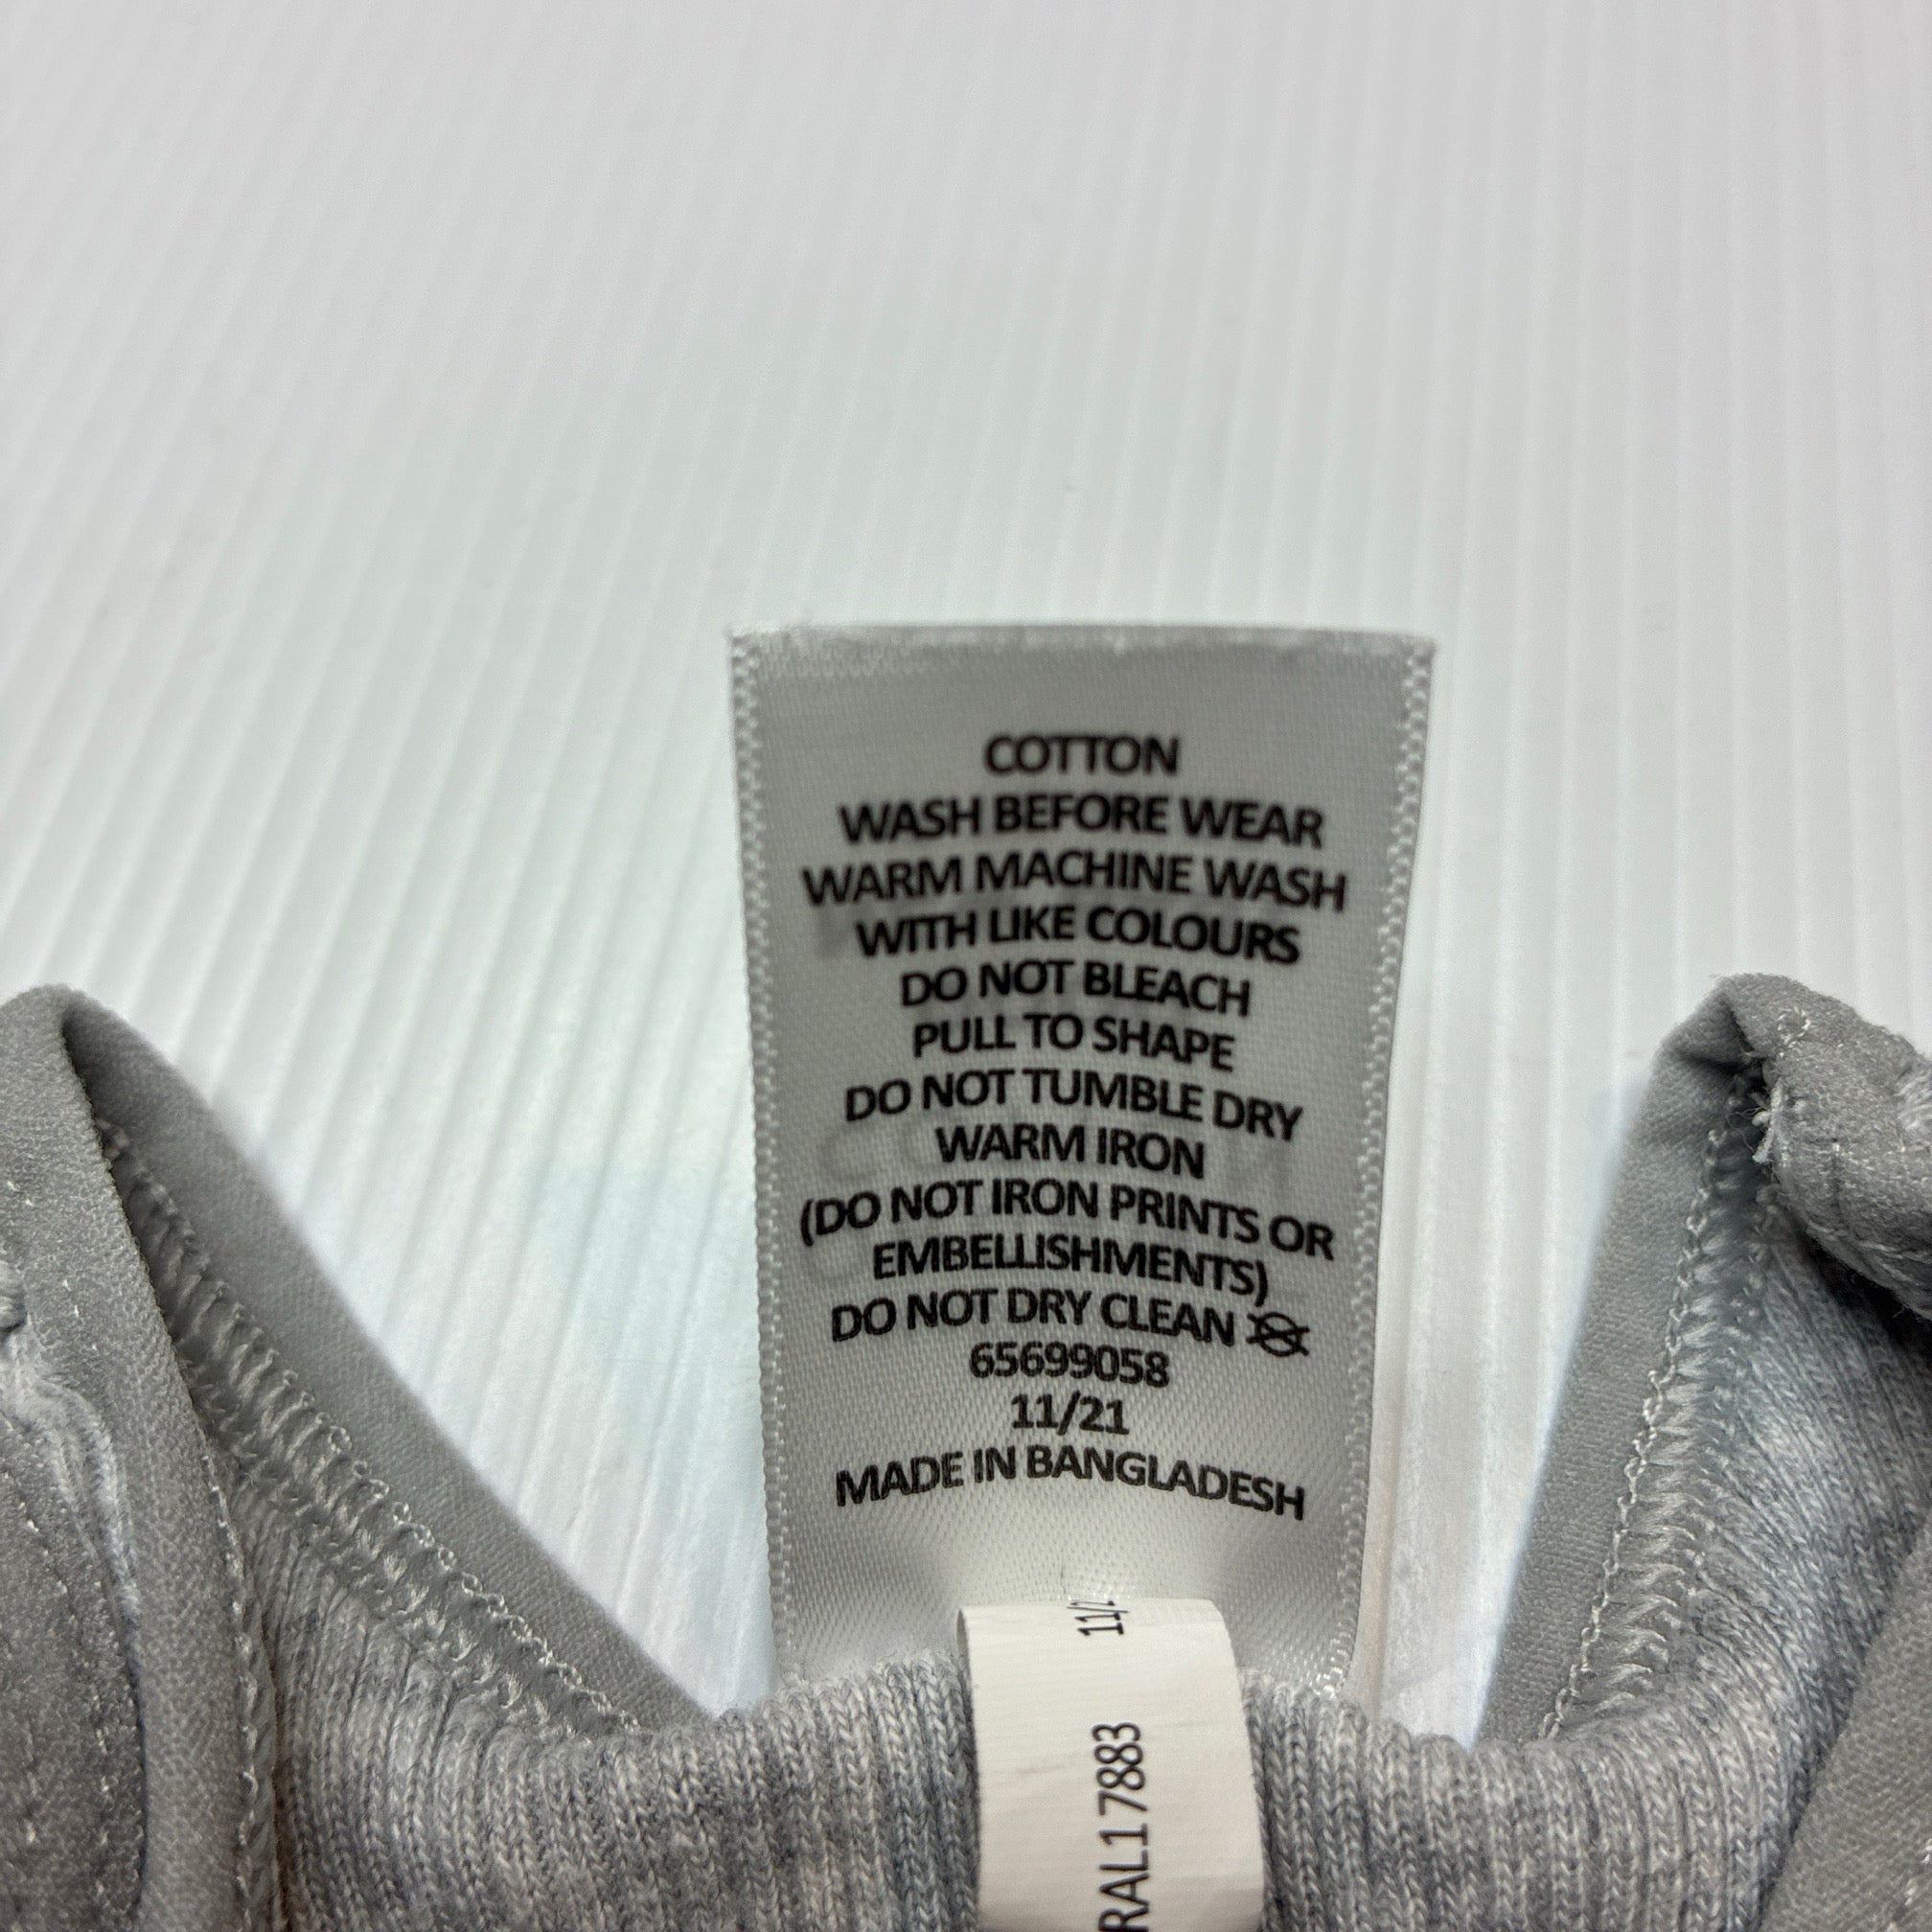 COTTON
WASH BEFORE WEAR
WARM MACHINE WASH
WITH LIKE COLOURS
DO NOT BLEACH
PULL TO SHAPE
DO NOT TUMBLE DRY
WARM IRON
(DO NOT IRON PRINTS OR
EMBELLISHMENTS)
DO NOT DRY CLEAN
65699058
11/21
MADE IN BANGLADESH
RAL17883